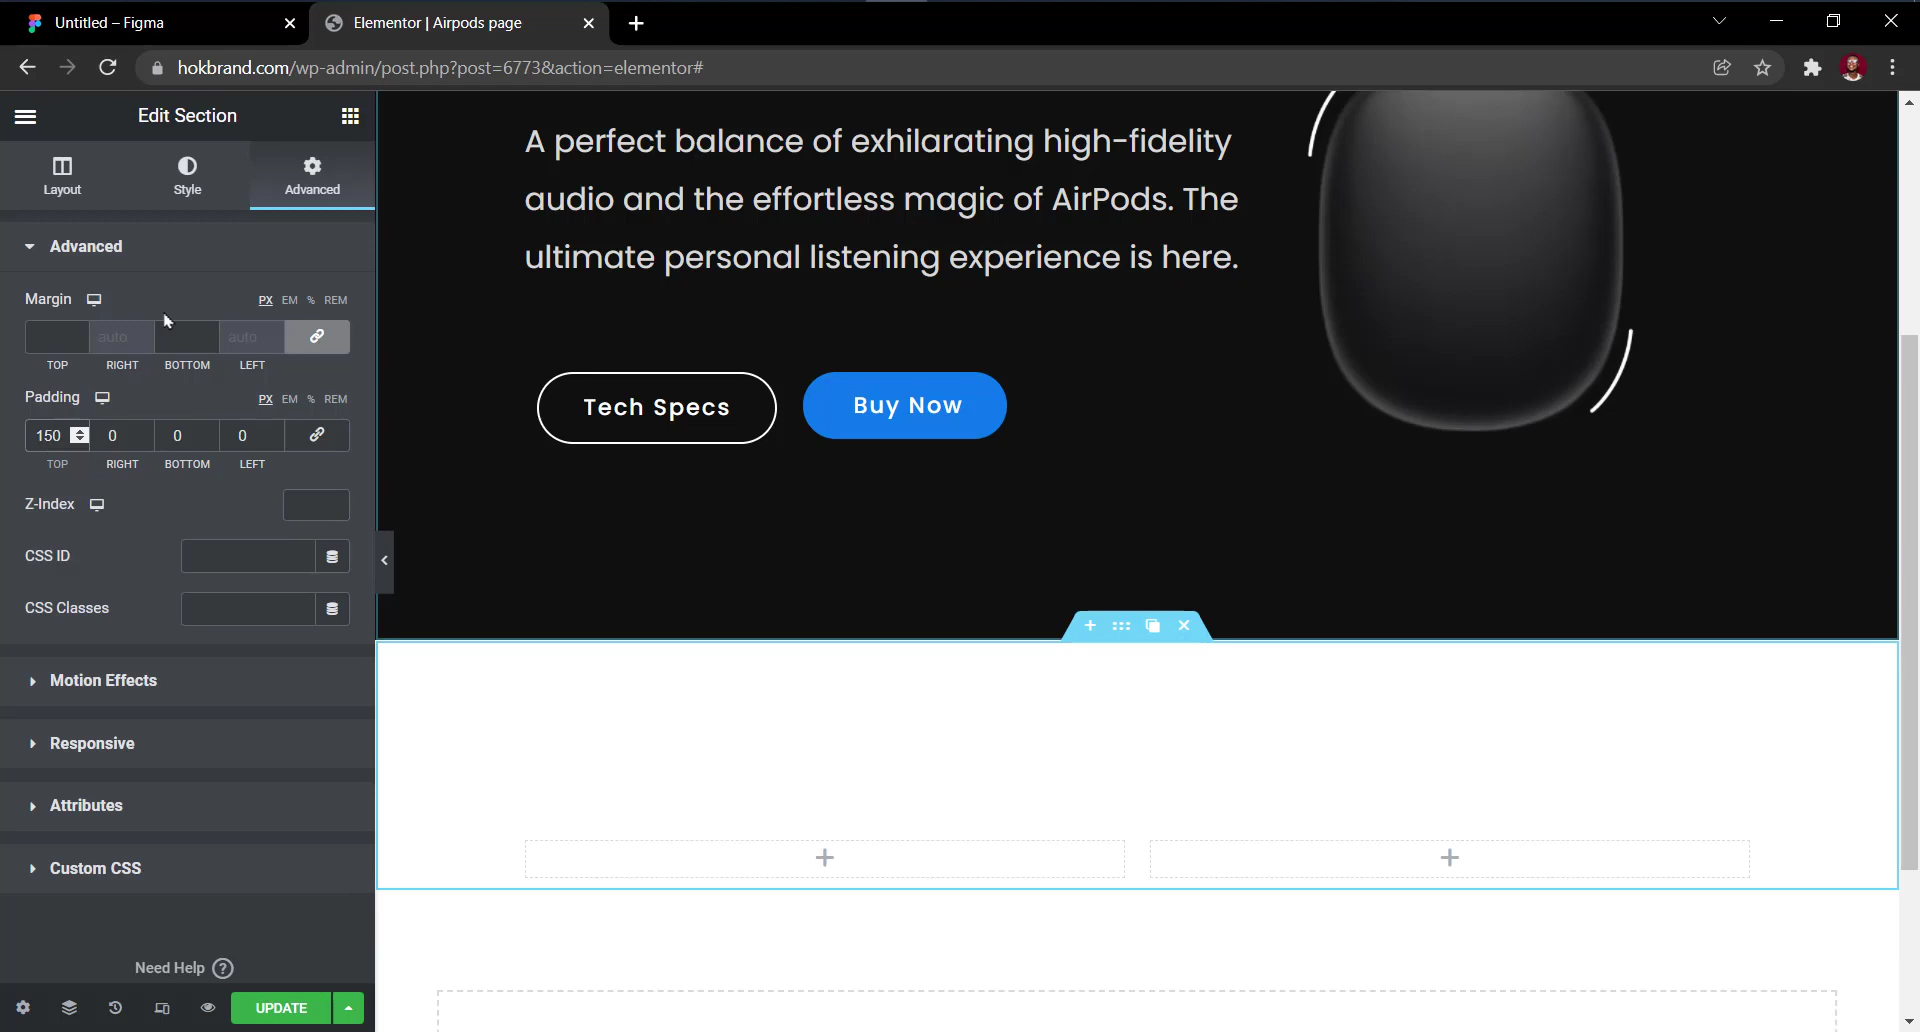 Untitled – Figma
Elementor | Airpods page
hokbrand.com/wp-admin/post.php?post=6773&action=elementor#
Edit Section
Layout
Style
Advanced
Advanced
Margin
PX EM % REM
auto auto
TOP RIGHT BOTTOM LEFT
Padding
PX EM % REM
150 0 0 0
TOP RIGHT BOTTOM LEFT
Z-Index
CSS ID
CSS Classes
Motion Effects
Responsive
Attributes
Custom CSS
Need Help ?
UPDATE
A perfect balance of exhilarating high-fidelity
audio and the effortless magic of AirPods. The
ultimate personal listening experience is here.
Tech Specs
Buy Now